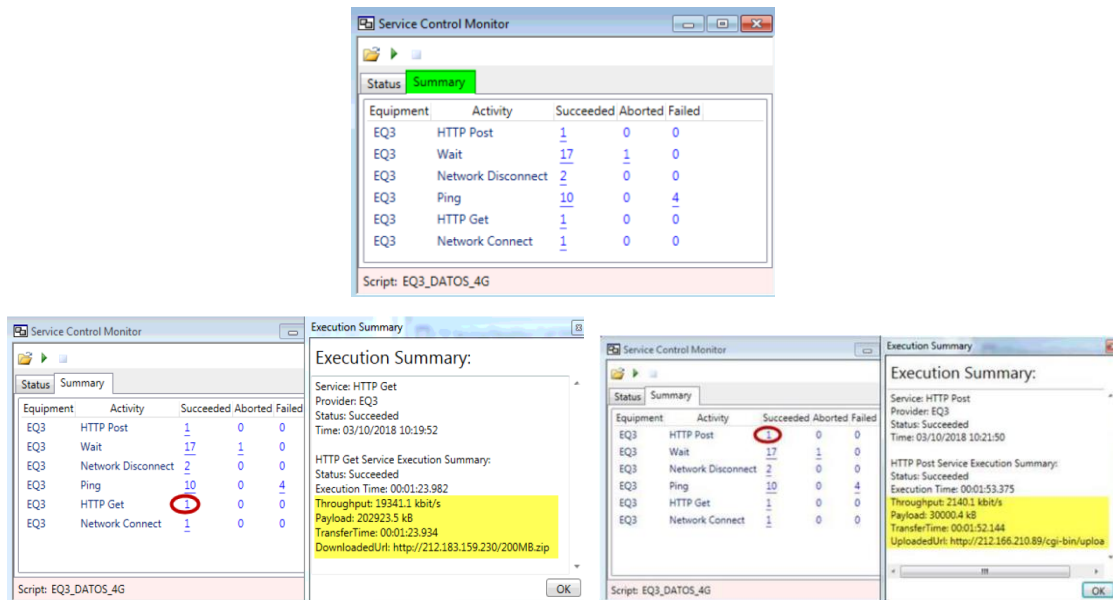 Service Control Monitor
Status Summary
Equipment Activity Succeeded Aborted Failed
EQ3 HTTP Post 1 0 0
EQ3 Wait 17 1 0
EQ3 Network Disconnect 2 0 0
EQ3 Ping 10 0 4
EQ3 HTTP Get 1 0 0
EQ3 Network Connect 1 0 0
Script: EQ3_DATOS_4G
Service Control Monitor
Status Summary
Equipment Activity Succeeded Aborted Failed
EQ3 HTTP Post 1 0 0
EQ3 Wait 17 1 0
EQ3 Network Disconnect 2 0 0
EQ3 Ping 10 0 4
EQ3 HTTP Get 1 0 0
EQ3 Network Connect 1 0 0
Script: EQ3_DATOS_4G
Execution Summary
Execution Summary:
Service: HTTP Get
Provider: EQ3
Status: Succeeded
Time: 03/10/2018 10:19:52
HTTP Get Service Execution Summary:
Status: Succeeded
Execution Time: 00:01:23.982
Throughput: 19341.1 kbit/s
Payload: 202923.5 kB
TransferTime: 00:01:23.934
DownloadedUrl: http://212.183.159.230/200MB.zip
OK
Service Control Monitor
Status Summary
Equipment Activity Succeeded Aborted Failed
EQ3 HTTP Post 1 0 0
EQ3 Wait 17 1 0
EQ3 Network Disconnect 2 0 0
EQ3 Ping 10 0 4
EQ3 HTTP Get 1 0 0
EQ3 Network Connect 1 0 0
Script: EQ3_DATOS_4G
Execution Summary
Execution Summary:
Service: HTTP Post
Provider: EQ3
Status: Succeeded
Time: 03/10/2018 10:21:50
HTTP Post Service Execution Summary:
Status: Succeeded
Execution Time: 00:01:53.375
Throughput: 2140.1 kbit/s
Payload: 30000.4 kB
TransferTime: 00:01:52.144
UploadedUrl: http://212.166.210.89/cgi-bin/uploa
OK